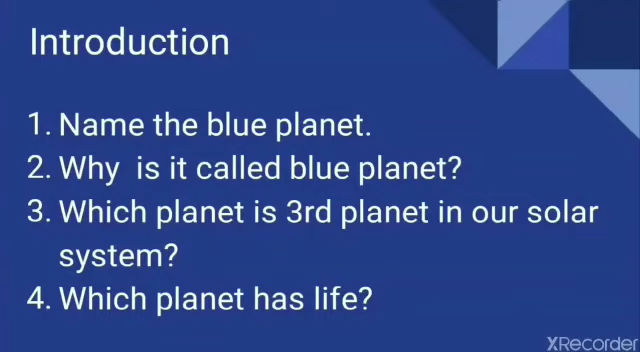 Introduction
1. Name the blue planet.
2. Why is it called blue planet?
3. Which planet is 3rd planet in our solar
system?
4. Which planet has life?
XRecorder